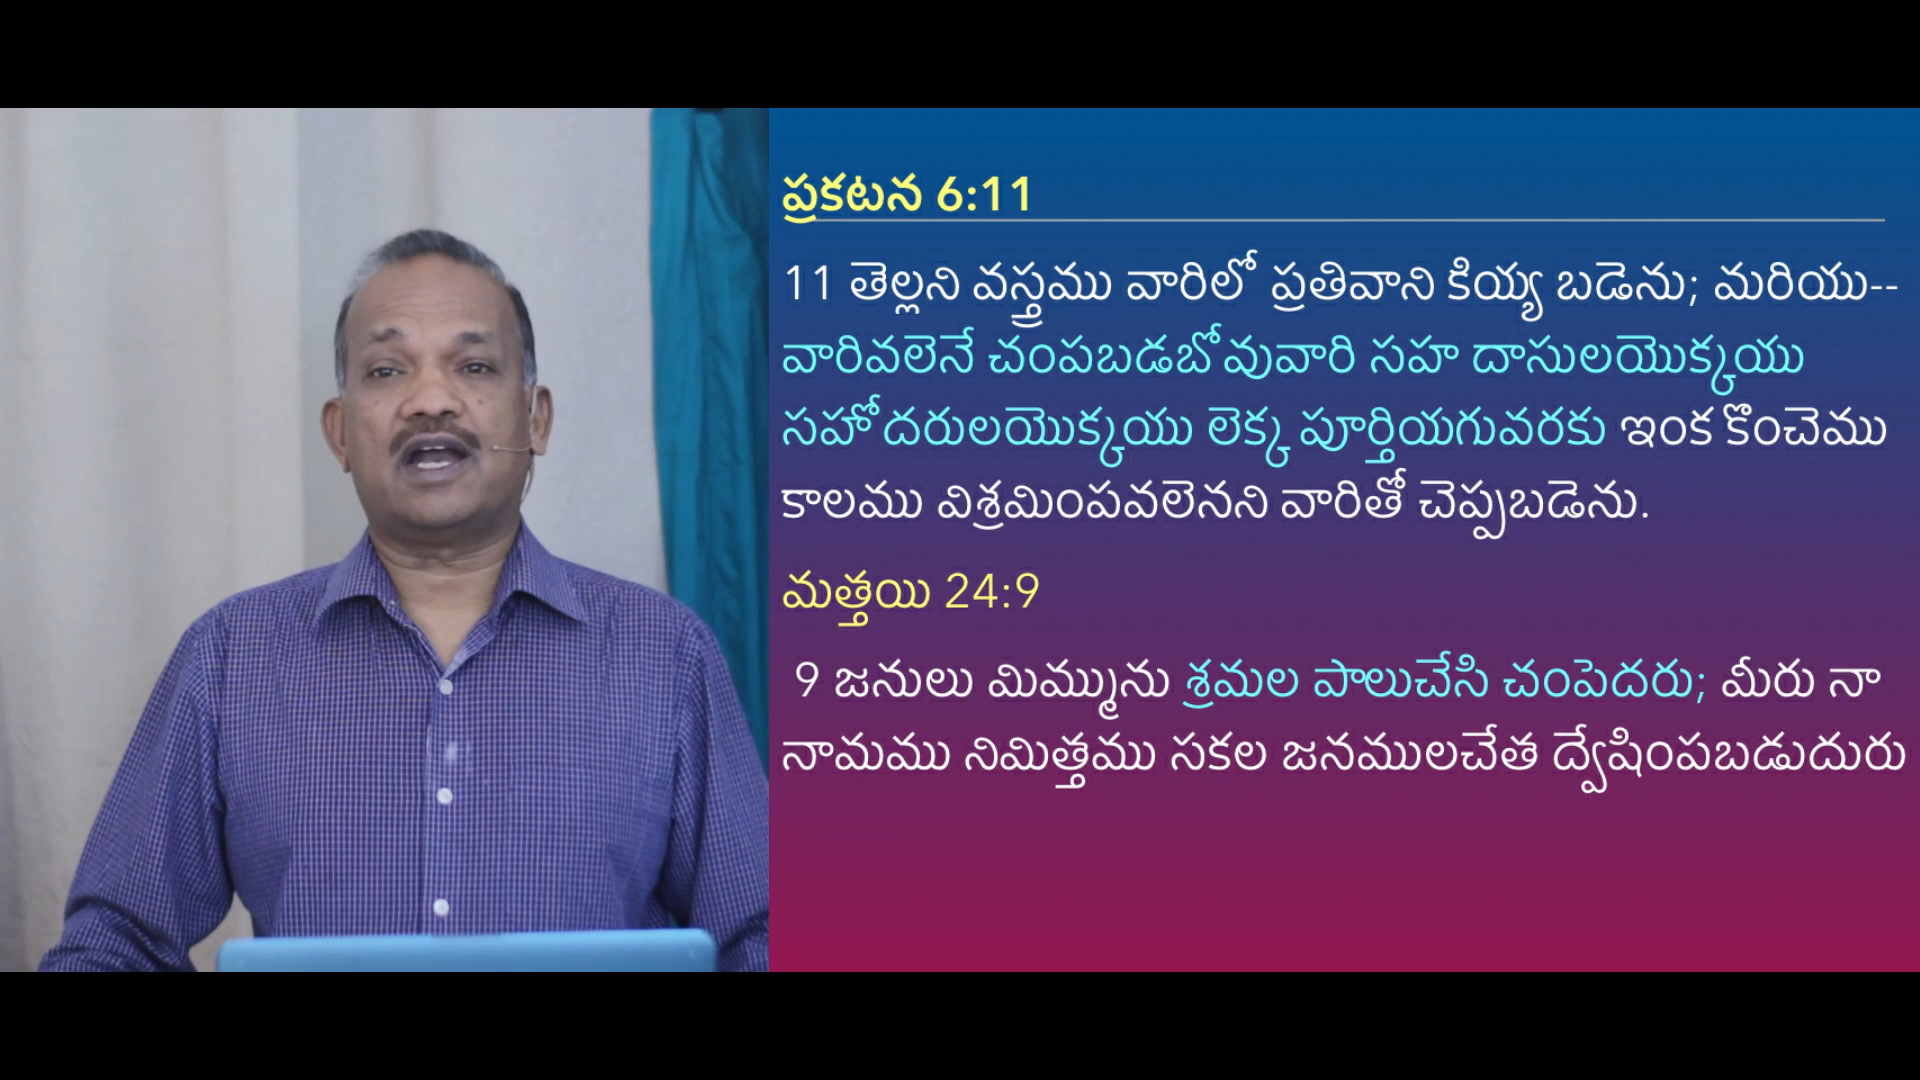 ప్రకటన 6:11
11 తెల్లని వస్త్రము వారిలో ప్రతివాని కియ్య బడెను; మరియు--
వారివలెనే చంపబడబోవువారి సహ దాసులయొక్కయు
సహోదరులయొక్కయు లెక్క పూర్తియగువరకు ఇంక కొంచెము
కాలము విశ్రమింపవలెనని వారితో చెప్పబడెను.
మత్తయి 24:9
9 జనులు మిమ్మును శ్రమల పాలుచేసి చంపెదరు; మీరు నా
నామము నిమిత్తము సకల జనములచేత ద్వేషింపబడుదురు